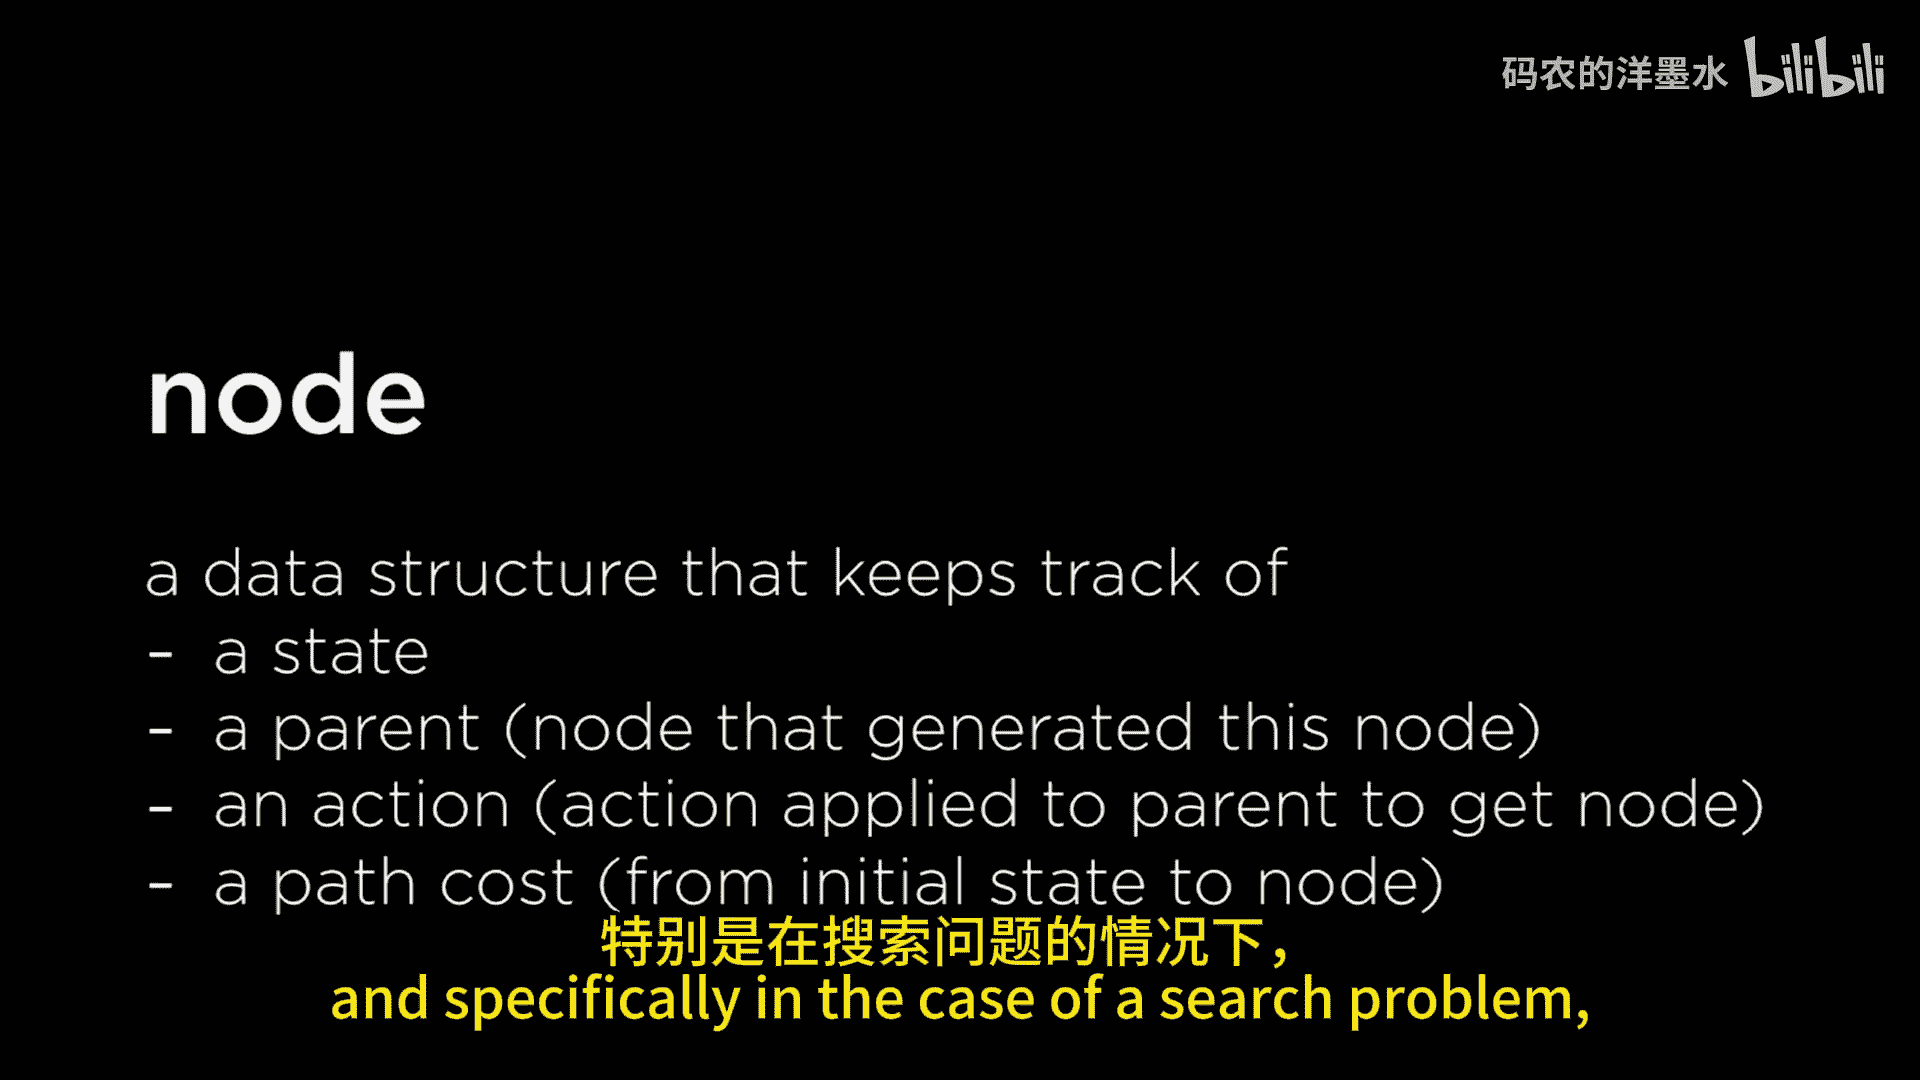 码农的洋墨水 bilibili
node
a data structure that keeps track of
- a state
- a parent (node that generated this node)
- an action (action applied to parent to get node)
- a path cost (from initial state to node)
特别是在搜索问题的情况下，
and specifically in the case of a search problem,